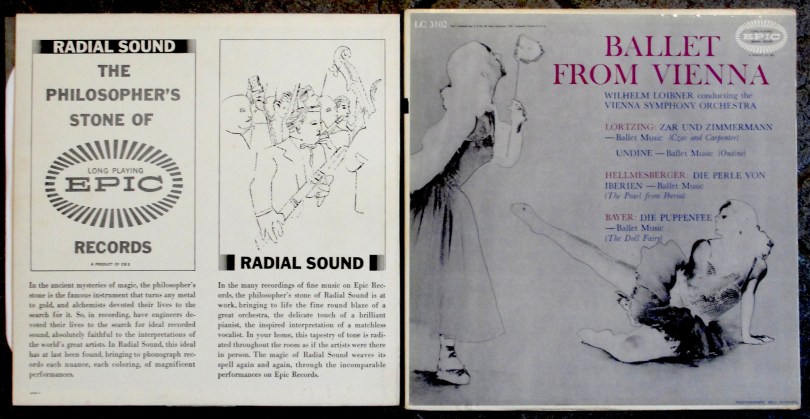 RADIAL SOUND
THE
PHILOSOPHER'S
STONE OF
LONG PLAYING
EPIC
RECORDS
A PRODUCT OF CBS
In the ancient mysteries of magic, the philosopher's
stone is the famous instrument that turns any metal
to gold, and alchemists devoted their lives to the
search for it. So, in recording, have engineers de-
voted their lives to the search for ideal recorded
sound, absolutely faithful to the interpretations of
the world's great artists. In Radial Sound, this ideal
has at last been found, bringing to phonograph rec-
ords each nuance, each coloring, of magnificent
performances.
RADIAL SOUND
In the many recordings of fine music on Epic Rec-
ords, the philosopher's stone of Radial Sound is at
work, bringing to life the fine round blaze of a
great orchestra, the delicate touch of a brilliant
pianist, the inspired interpretation of a matchless
vocalist. In your home, this tapestry of tone is radi-
ated throughout the room as if the artists were there
in person. The magic of Radial Sound weaves its
spell again and again, through the incomparable
performances on Epic Records.
LC 3102
EPIC
BALLET
FROM VIENNA
WILHELM LOIBNER conducting the
VIENNA SYMPHONY ORCHESTRA
LORTZING: ZAR UND ZIMMERMANN
—Ballet Music (Czar and Carpenter)
UNDINE—Ballet Music (Ondine)
HELLMESBERGER: DIE PERLE VON
IBERIEN—Ballet Music
(The Pearl from Iberia)
BAYER: DIE PUPPENFEE
—Ballet Music
(The Doll Fairy)